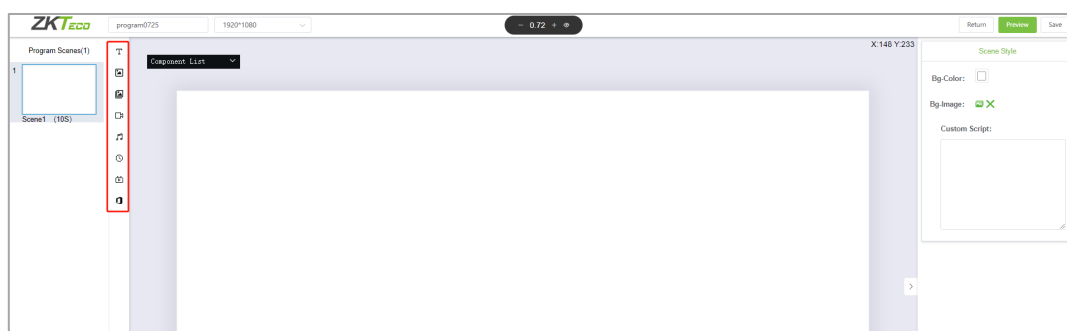 ZKTeco program0725 1920*1080 − 0.72 + Return Preview Save
Program Scenes(1)
T
X:148 Y:233
Scene Style
Component List
1
Bg-Color:
Bg-Image:
Scene1 (10S)
Custom Script: